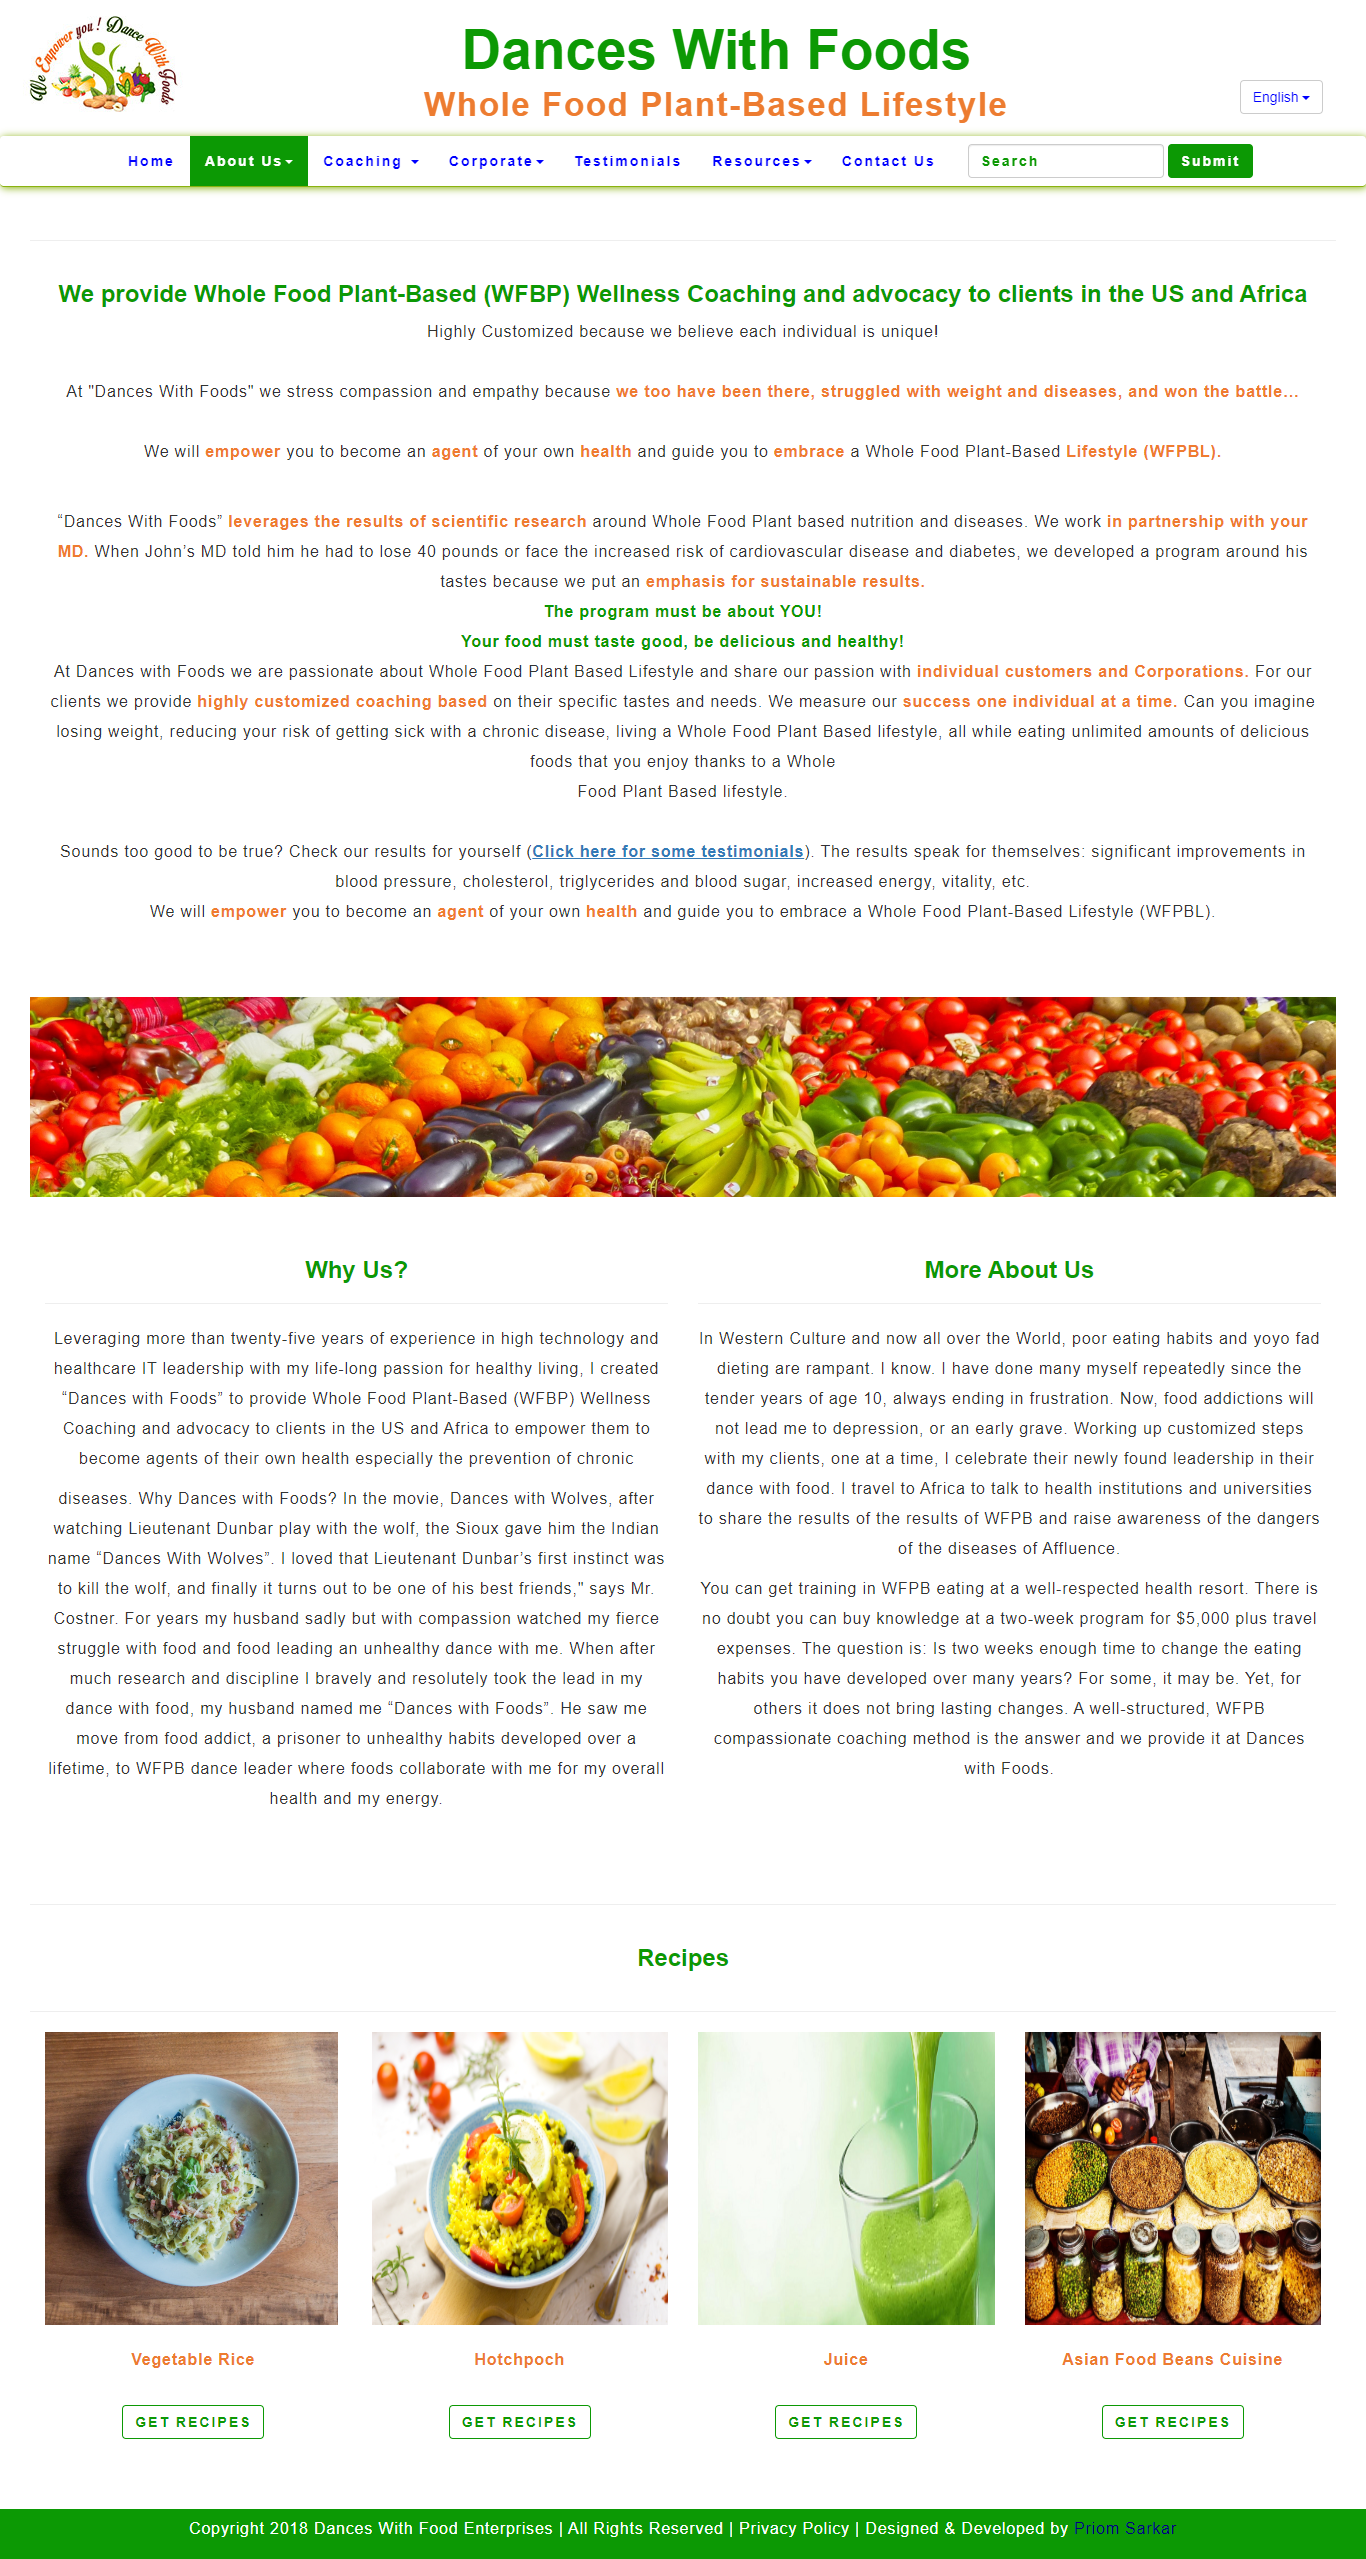 We Empower you ! Dance With Foods
Dances With Foods
Whole Food Plant-Based Lifestyle
English
Home
About Us
Coaching
Corporate
Testimonials
Resources
Contact Us
Search
Submit
We provide Whole Food Plant-Based (WFBP) Wellness Coaching and advocacy to clients in the US and Africa
Highly Customized because we believe each individual is unique!
At "Dances With Foods" we stress compassion and empathy because we too have been there, struggled with weight and diseases, and won the battle...
We will empower you to become an agent of your own health and guide you to embrace a Whole Food Plant-Based Lifestyle (WFPBL).
“Dances With Foods” leverages the results of scientific research around Whole Food Plant based nutrition and diseases. We work in partnership with your
MD. When John’s MD told him he had to lose 40 pounds or face the increased risk of cardiovascular disease and diabetes, we developed a program around his
tastes because we put an emphasis for sustainable results.
The program must be about YOU!
Your food must taste good, be delicious and healthy!
At Dances with Foods we are passionate about Whole Food Plant Based Lifestyle and share our passion with individual customers and Corporations. For our
clients we provide highly customized coaching based on their specific tastes and needs. We measure our success one individual at a time. Can you imagine
losing weight, reducing your risk of getting sick with a chronic disease, living a Whole Food Plant Based lifestyle, all while eating unlimited amounts of delicious
foods that you enjoy thanks to a Whole
Food Plant Based lifestyle.
Sounds too good to be true? Check our results for yourself (Click here for some testimonials). The results speak for themselves: significant improvements in
blood pressure, cholesterol, triglycerides and blood sugar, increased energy, vitality, etc.
We will empower you to become an agent of your own health and guide you to embrace a Whole Food Plant-Based Lifestyle (WFPBL).
Why Us?
Leveraging more than twenty-five years of experience in high technology and
healthcare IT leadership with my life-long passion for healthy living, I created
“Dances with Foods” to provide Whole Food Plant-Based (WFBP) Wellness
Coaching and advocacy to clients in the US and Africa to empower them to
become agents of their own health especially the prevention of chronic
diseases. Why Dances with Foods? In the movie, Dances with Wolves, after
watching Lieutenant Dunbar play with the wolf, the Sioux gave him the Indian
name “Dances With Wolves”. I loved that Lieutenant Dunbar’s first instinct was
to kill the wolf, and finally it turns out to be one of his best friends," says Mr.
Costner. For years my husband sadly but with compassion watched my fierce
struggle with food and food leading an unhealthy dance with me. When after
much research and discipline I bravely and resolutely took the lead in my
dance with food, my husband named me “Dances with Foods”. He saw me
move from food addict, a prisoner to unhealthy habits developed over a
lifetime, to WFPB dance leader where foods collaborate with me for my overall
health and my energy.
More About Us
In Western Culture and now all over the World, poor eating habits and yoyo fad
dieting are rampant. I know. I have done many myself repeatedly since the
tender years of age 10, always ending in frustration. Now, food addictions will
not lead me to depression, or an early grave. Working up customized steps
with my clients, one at a time, I celebrate their newly found leadership in their
dance with food. I travel to Africa to talk to health institutions and universities
to share the results of the results of WFPB and raise awareness of the dangers
of the diseases of Affluence.
You can get training in WFPB eating at a well-respected health resort. There is
no doubt you can buy knowledge at a two-week program for $5,000 plus travel
expenses. The question is: Is two weeks enough time to change the eating
habits you have developed over many years? For some, it may be. Yet, for
others it does not bring lasting changes. A well-structured, WFPB
compassionate coaching method is the answer and we provide it at Dances
with Foods.
Recipes
Vegetable Rice
Hotchpoch
Juice
Asian Food Beans Cuisine
GET RECIPES
GET RECIPES
GET RECIPES
GET RECIPES
Copyright 2018 Dances With Food Enterprises | All Rights Reserved | Privacy Policy | Designed & Developed by Priom Sarkar